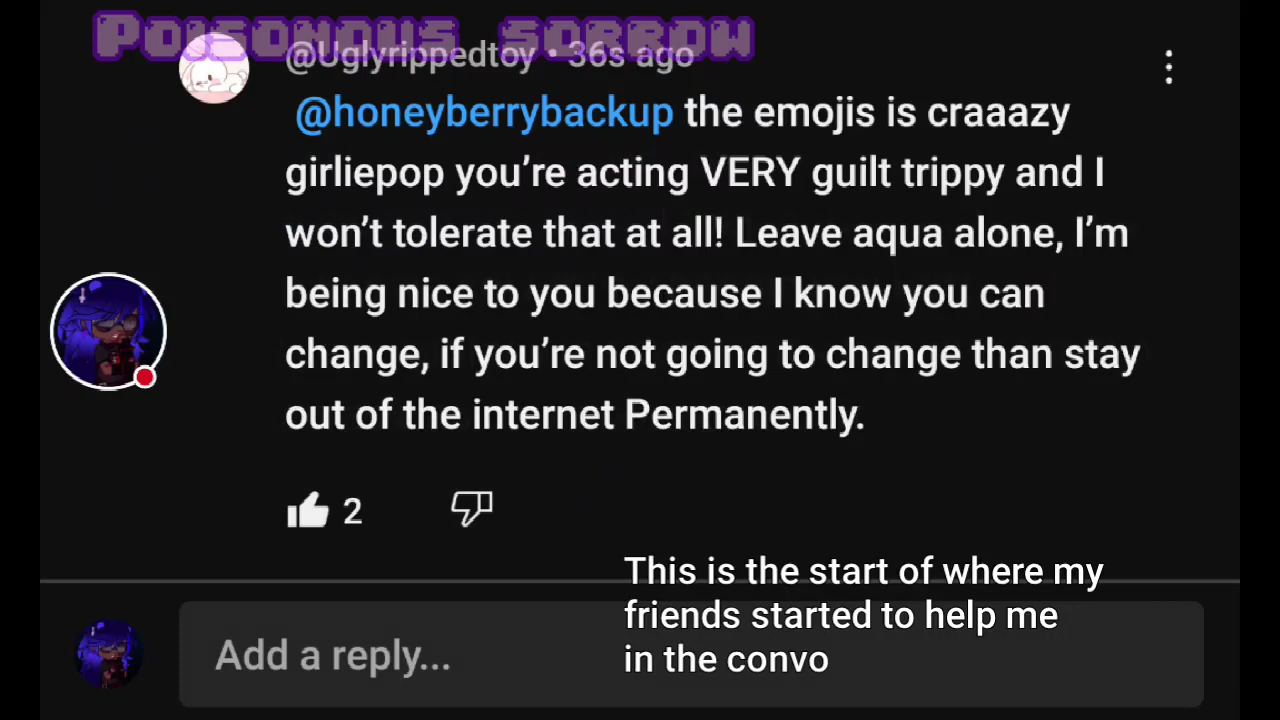 Poisonous sorrow
@Uglyrippedtoy • 36s ago
@honeyberrybackup the emojis is craaazy
girliepop you're acting VERY guilt trippy and I
won't tolerate that at all! Leave aqua alone, I'm
being nice to you because I know you can
change, if you're not going to change than stay
out of the internet Permanently.
2
This is the start of where my
friends started to help me
in the convo
Add a reply...